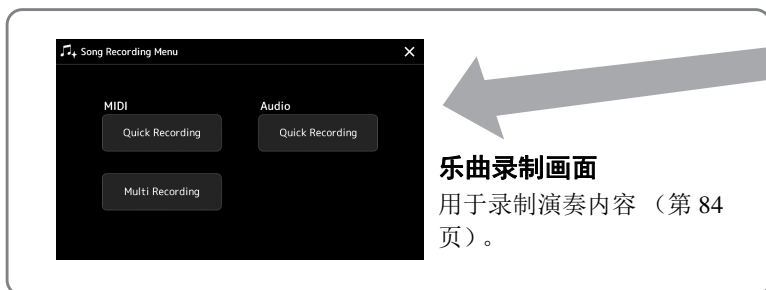 Song Recording Menu
MIDI
Audio
Quick Recording
Quick Recording
Multi Recording
乐曲录制画面
用于录制演奏内容 （第 84
页）。